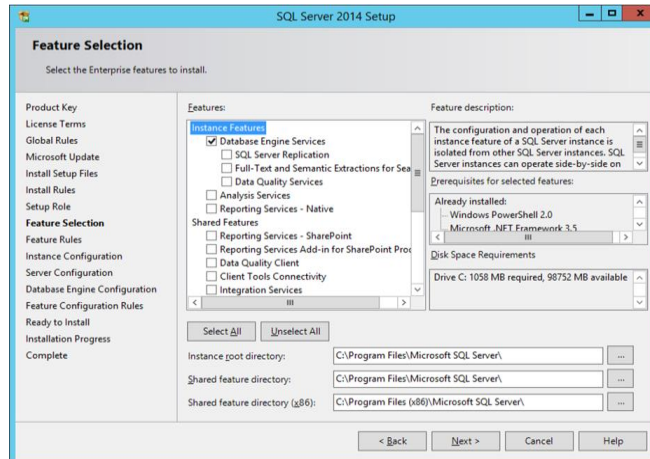 SQL Server 2014 Setup
Feature Selection
Select the Enterprise features to install.
Product Key
License Terms
Global Rules
Microsoft Update
Install Setup Files
Install Rules
Setup Role
Feature Selection
Feature Rules
Instance Configuration
Server Configuration
Database Engine Configuration
Feature Configuration Rules
Ready to Install
Installation Progress
Complete
Features:
Instance Features
Database Engine Services
SQL Server Replication
Full-Text and Semantic Extractions for Sea
Data Quality Services
Analysis Services
Reporting Services - Native
Shared Features
Reporting Services - SharePoint
Reporting Services Add-in for SharePoint Proc
Data Quality Client
Client Tools Connectivity
Integration Services
Feature description:
The configuration and operation of each
instance feature of a SQL Server instance is
isolated from other SQL Server instances. SQL
Server instances can operate side-by-side on
Prerequisites for selected features:
Already installed:
Windows PowerShell 2.0
Microsoft .NET Framework 3.5
Disk Space Requirements
Drive C: 1058 MB required, 98752 MB available
Select All
Unselect All
Instance root directory:
C:\Program Files\Microsoft SQL Server\
...
Shared feature directory:
C:\Program Files\Microsoft SQL Server\
...
Shared feature directory (x86):
C:\Program Files (x86)\Microsoft SQL Server\
...
< Back
Next >
Cancel
Help